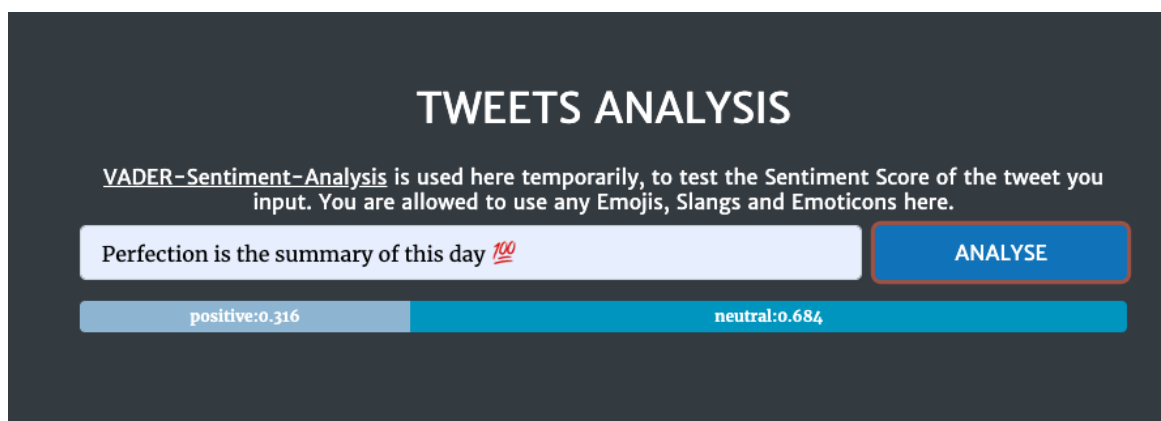 TWEETS ANALYSIS
VADER-Sentiment-Analysis is used here temporarily, to test the Sentiment Score of the tweet you
input. You are allowed to use any Emojis, Slangs and Emoticons here.
Perfection is the summary of this day 💯
ANALYSE
positive:0.316
neutral:0.684